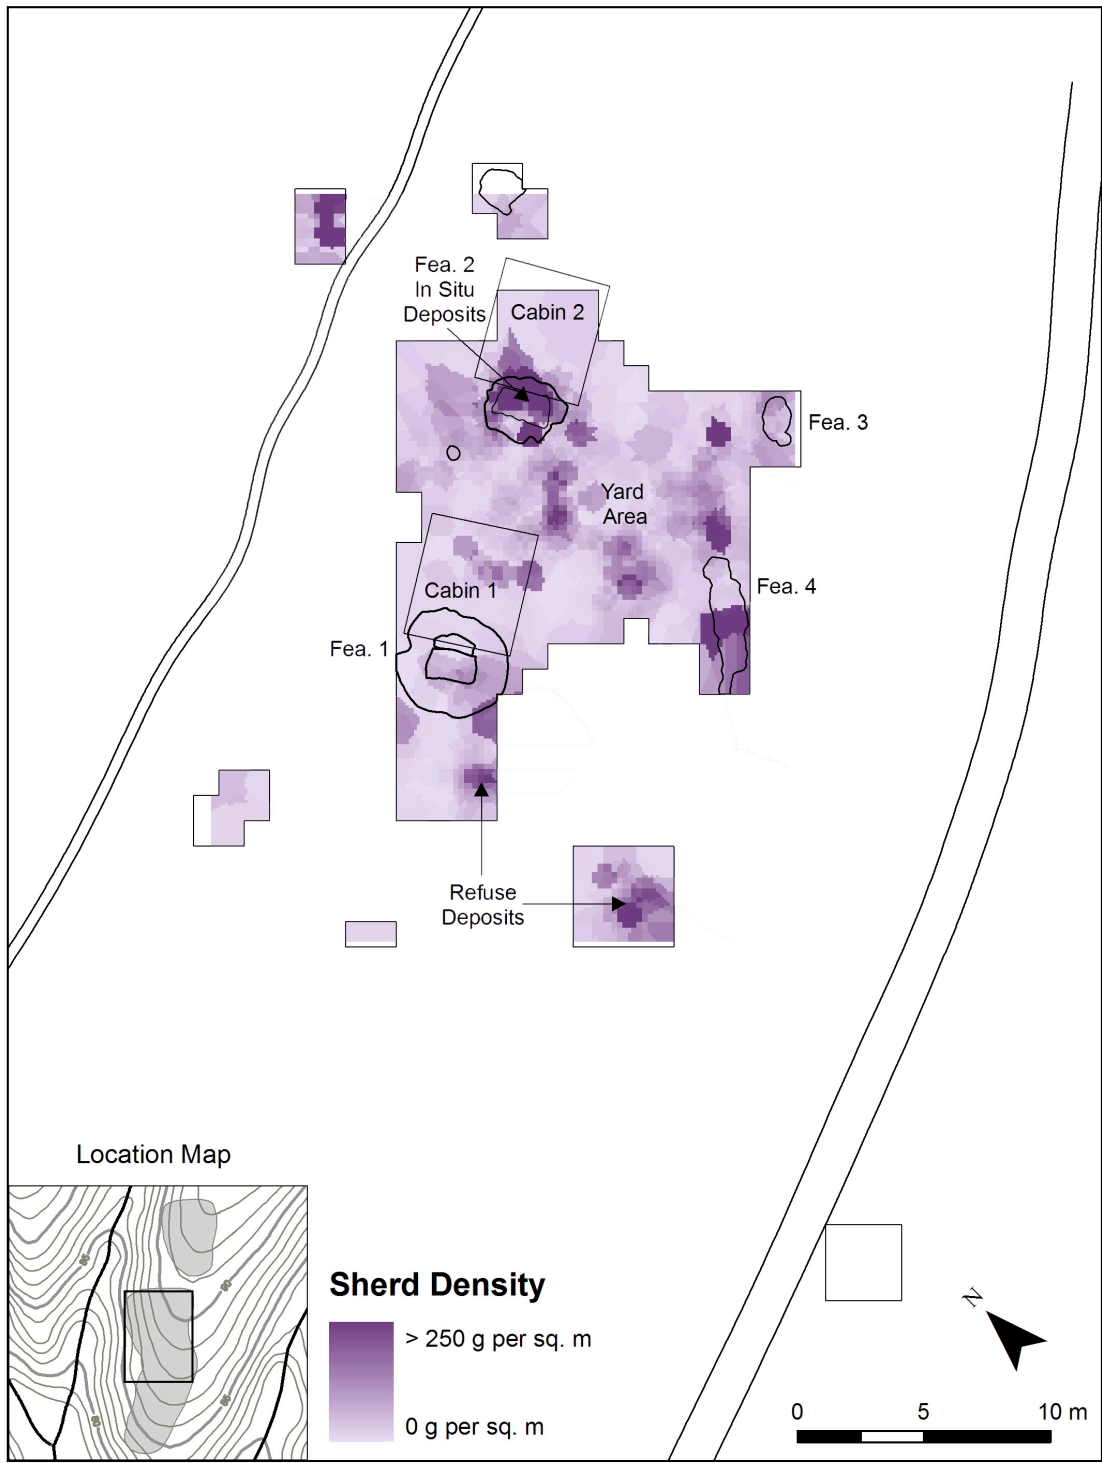 Fea. 2
In Situ
Deposits
Cabin 2
Fea. 3
Yard
Area
Cabin 1
Fea. 4
Fea. 1
Refuse
Deposits
Location Map
Sherd Density
> 250 g per sq. m
0 g per sq. m
N
0 5 10 m